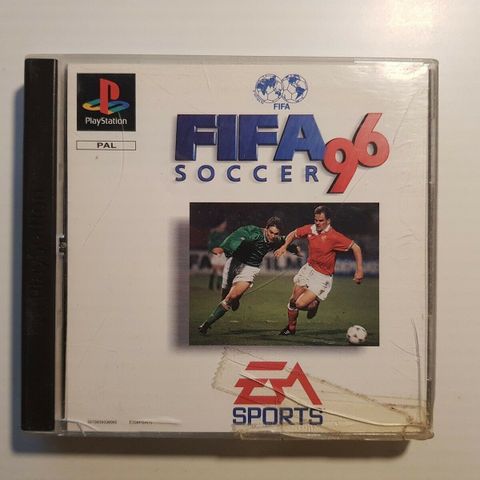 PlayStation
PAL
FIFA
FIFA
SOCCER 96
EA
SPORTS